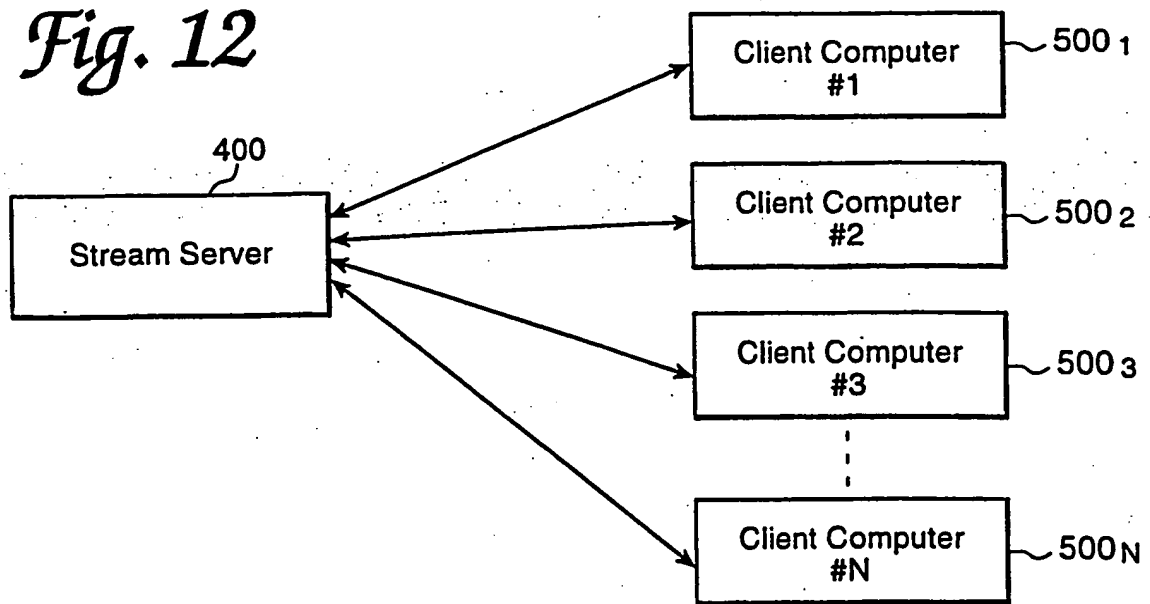 Fig. 12
400
Stream Server
Client Computer
#1
500 1
Client Computer
#2
500 2
Client Computer
#3
500 3
Client Computer
#N
500 N